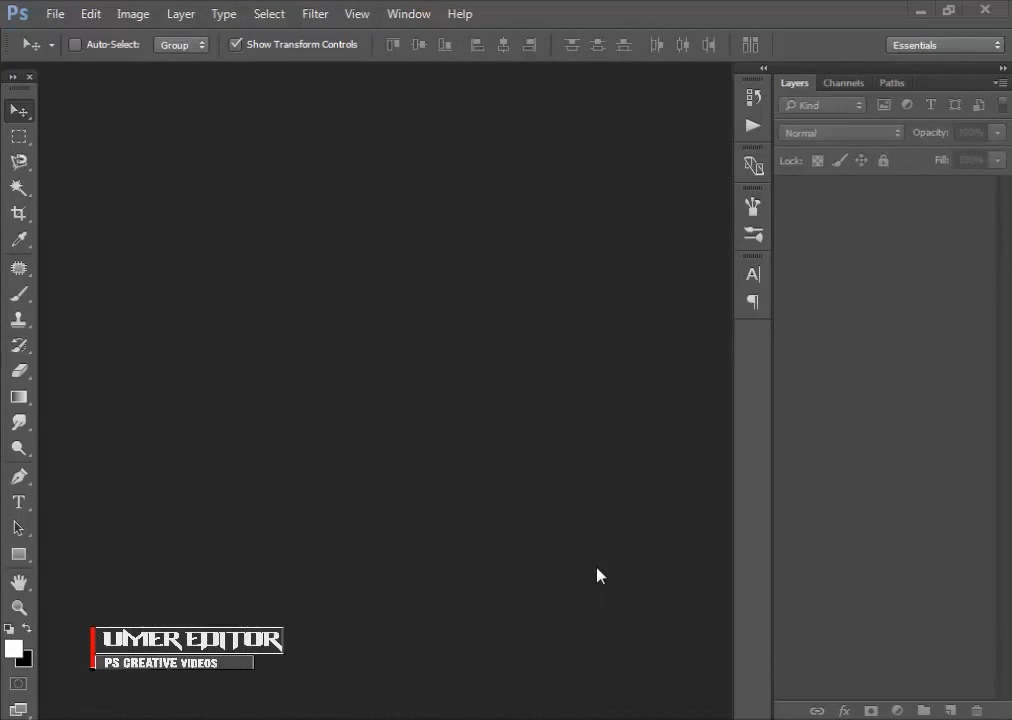 Ps File Edit Image Layer Type Select Filter View Window Help
Auto-Select: Group Show Transform Controls Essentials
Layers Channels Paths
Kind T
Normal Opacity: 100%
Lock: Fill: 100%
A
T
UMER EDITOR
PS CREATIVE VIDEOS
fx